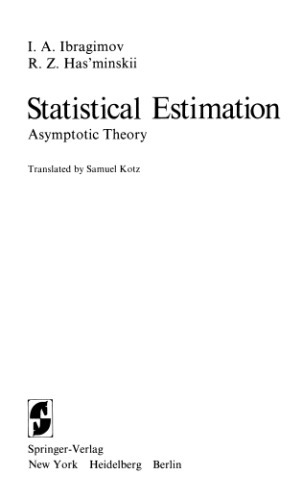 I. A. Ibragimov
R. Z. Has'minskii
Statistical Estimation
Asymptotic Theory
Translated by Samuel Kotz
Springer-Verlag
New York Heidelberg Berlin